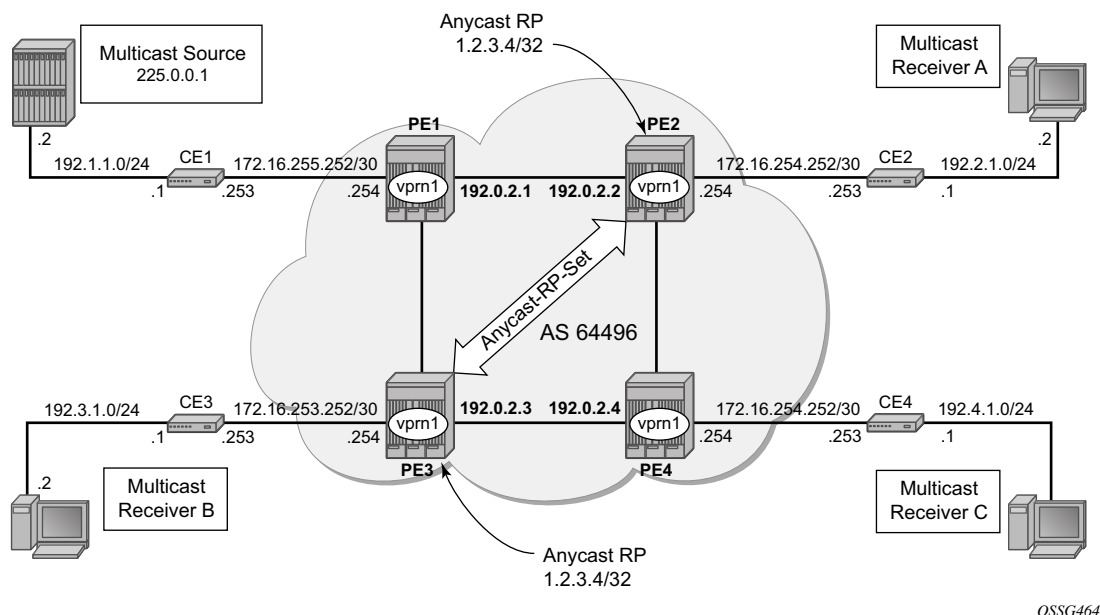 Anycast RP
1.2.3.4/32
Multicast Source
225.0.0.1
Multicast
Receiver A
PE1
PE2
.2
.2
192.1.1.0/24
CE1
172.16.255.252/30
172.16.254.252/30
CE2
192.2.1.0/24
vprn1
192.0.2.1
192.0.2.2
vprn1
.1
.253
.254
.254
.253
.1
Anycast-RP-Set
AS 64496
192.3.1.0/24
CE3
172.16.253.252/30
192.0.2.3
192.0.2.4
172.16.254.252/30
CE4
192.4.1.0/24
vprn1
vprn1
.1
.253
.254
.254
.253
.1
PE3
PE4
.2
Multicast
Receiver B
Multicast
Receiver C
Anycast RP
1.2.3.4/32
OSSG464